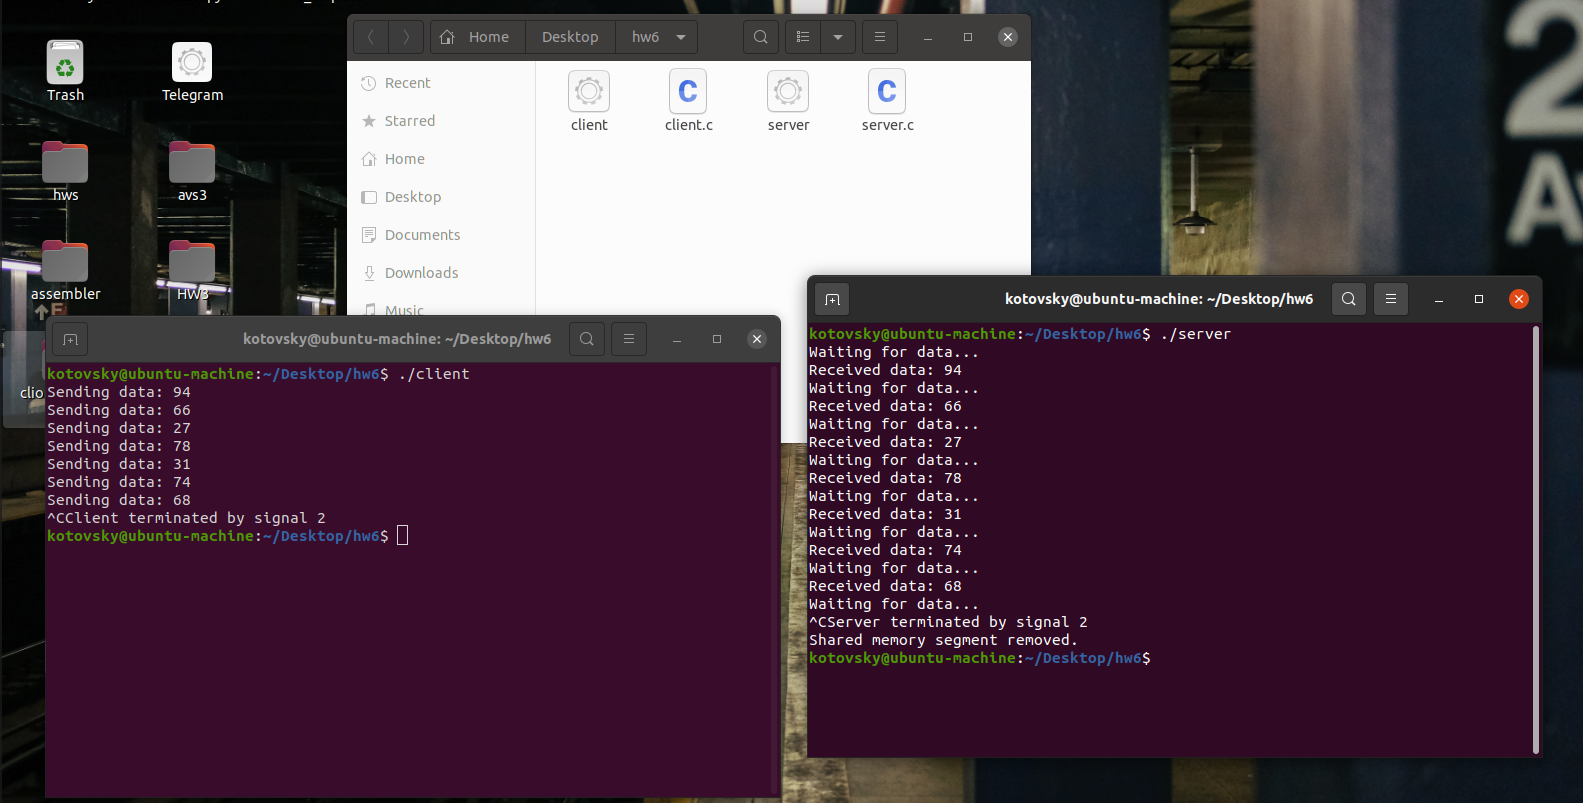 Trash
Telegram
hws
avs3
assembler
HW3
clio
Home
Desktop
hw6
Recent
Starred
Home
Desktop
Documents
Downloads
Music
client
client.c
server
server.c
2
Av
kotovsky@ubuntu-machine: ~/Desktop/hw6
kotovsky@ubuntu-machine:~/Desktop/hw6$ ./client
Sending data: 94
Sending data: 66
Sending data: 27
Sending data: 78
Sending data: 31
Sending data: 74
Sending data: 68
^CClient terminated by signal 2
kotovsky@ubuntu-machine:~/Desktop/hw6$
kotovsky@ubuntu-machine: ~/Desktop/hw6
kotovsky@ubuntu-machine:~/Desktop/hw6$ ./server
Waiting for data...
Received data: 94
Waiting for data...
Received data: 66
Waiting for data...
Received data: 27
Waiting for data...
Received data: 78
Waiting for data...
Received data: 31
Waiting for data...
Received data: 74
Waiting for data...
Received data: 68
Waiting for data...
^CServer terminated by signal 2
Shared memory segment removed.
kotovsky@ubuntu-machine:~/Desktop/hw6$